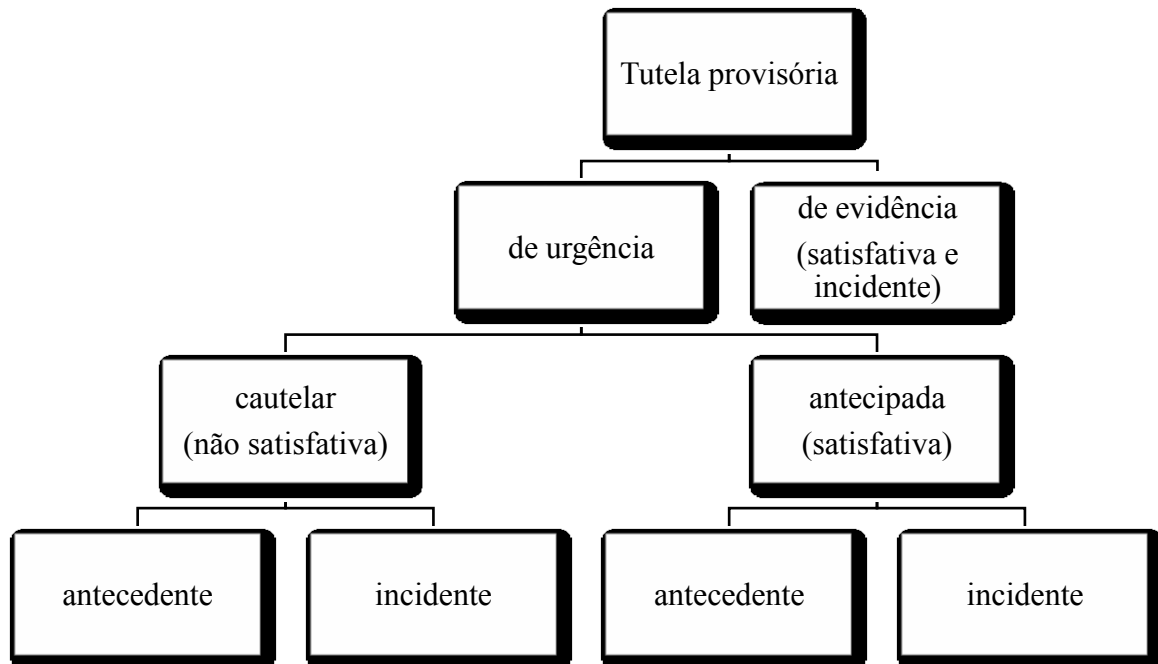 Tutela provisória
de urgência
de evidência
(satisfativa e
incidente)
cautelar
(não satisfativa)
antecipada
(satisfativa)
antecedente
incidente
antecedente
incidente